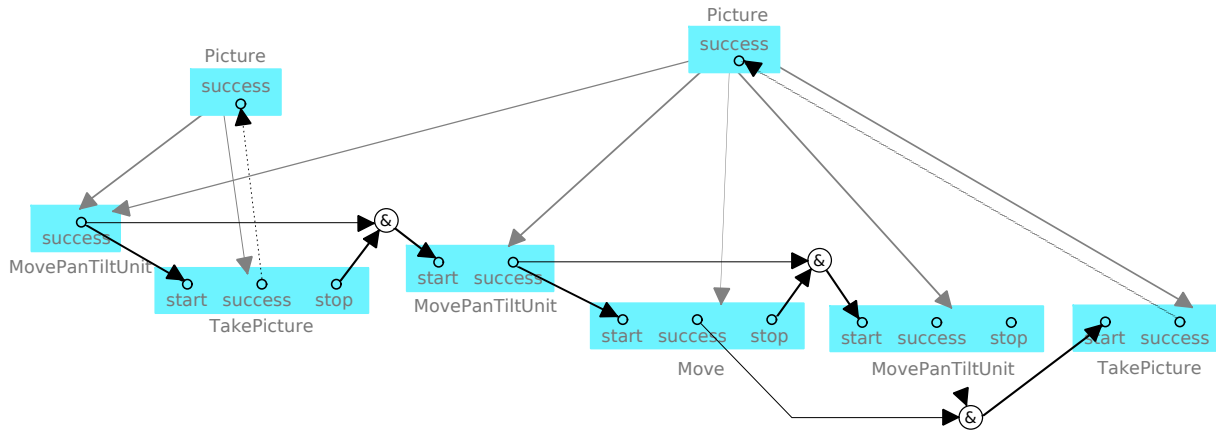 Picture
success
Picture
success
success
MovePanTiltUnit
&
start success stop
TakePicture
start success
MovePanTiltUnit
&
start success stop
Move
start success stop
MovePanTiltUnit
start success
TakePicture
&